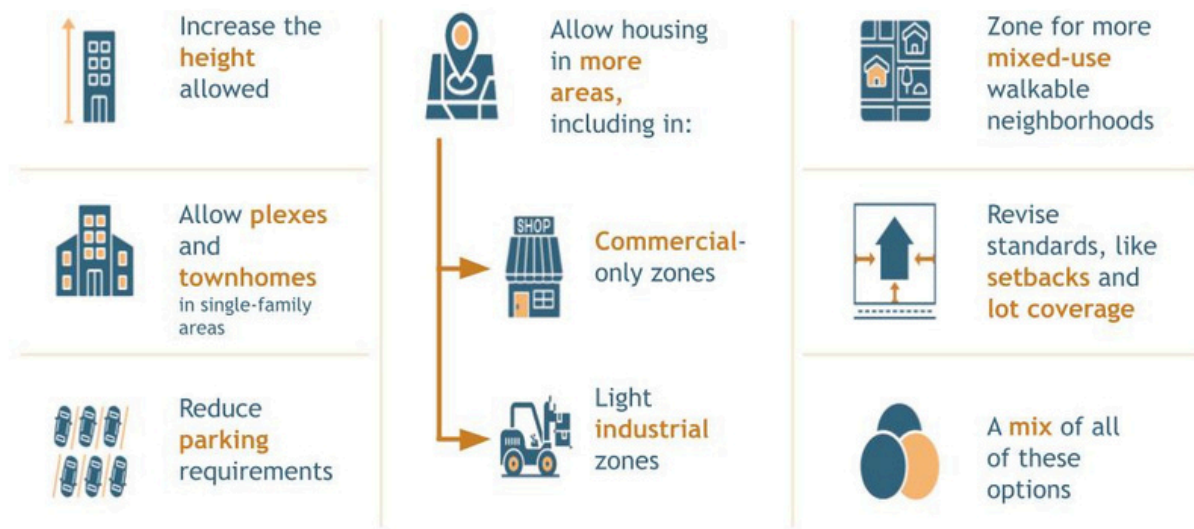 Increase the
height
allowed
Allow plexes
and
townhomes
in single-family
areas
Reduce
parking
requirements
Allow housing
in more
areas,
including in:
SHOP
Commercial-
only zones
Light
industrial
zones
Zone for more
mixed-use
walkable
neighborhoods
Revise
standards, like
setbacks and
lot coverage
A mix of all
of these
options